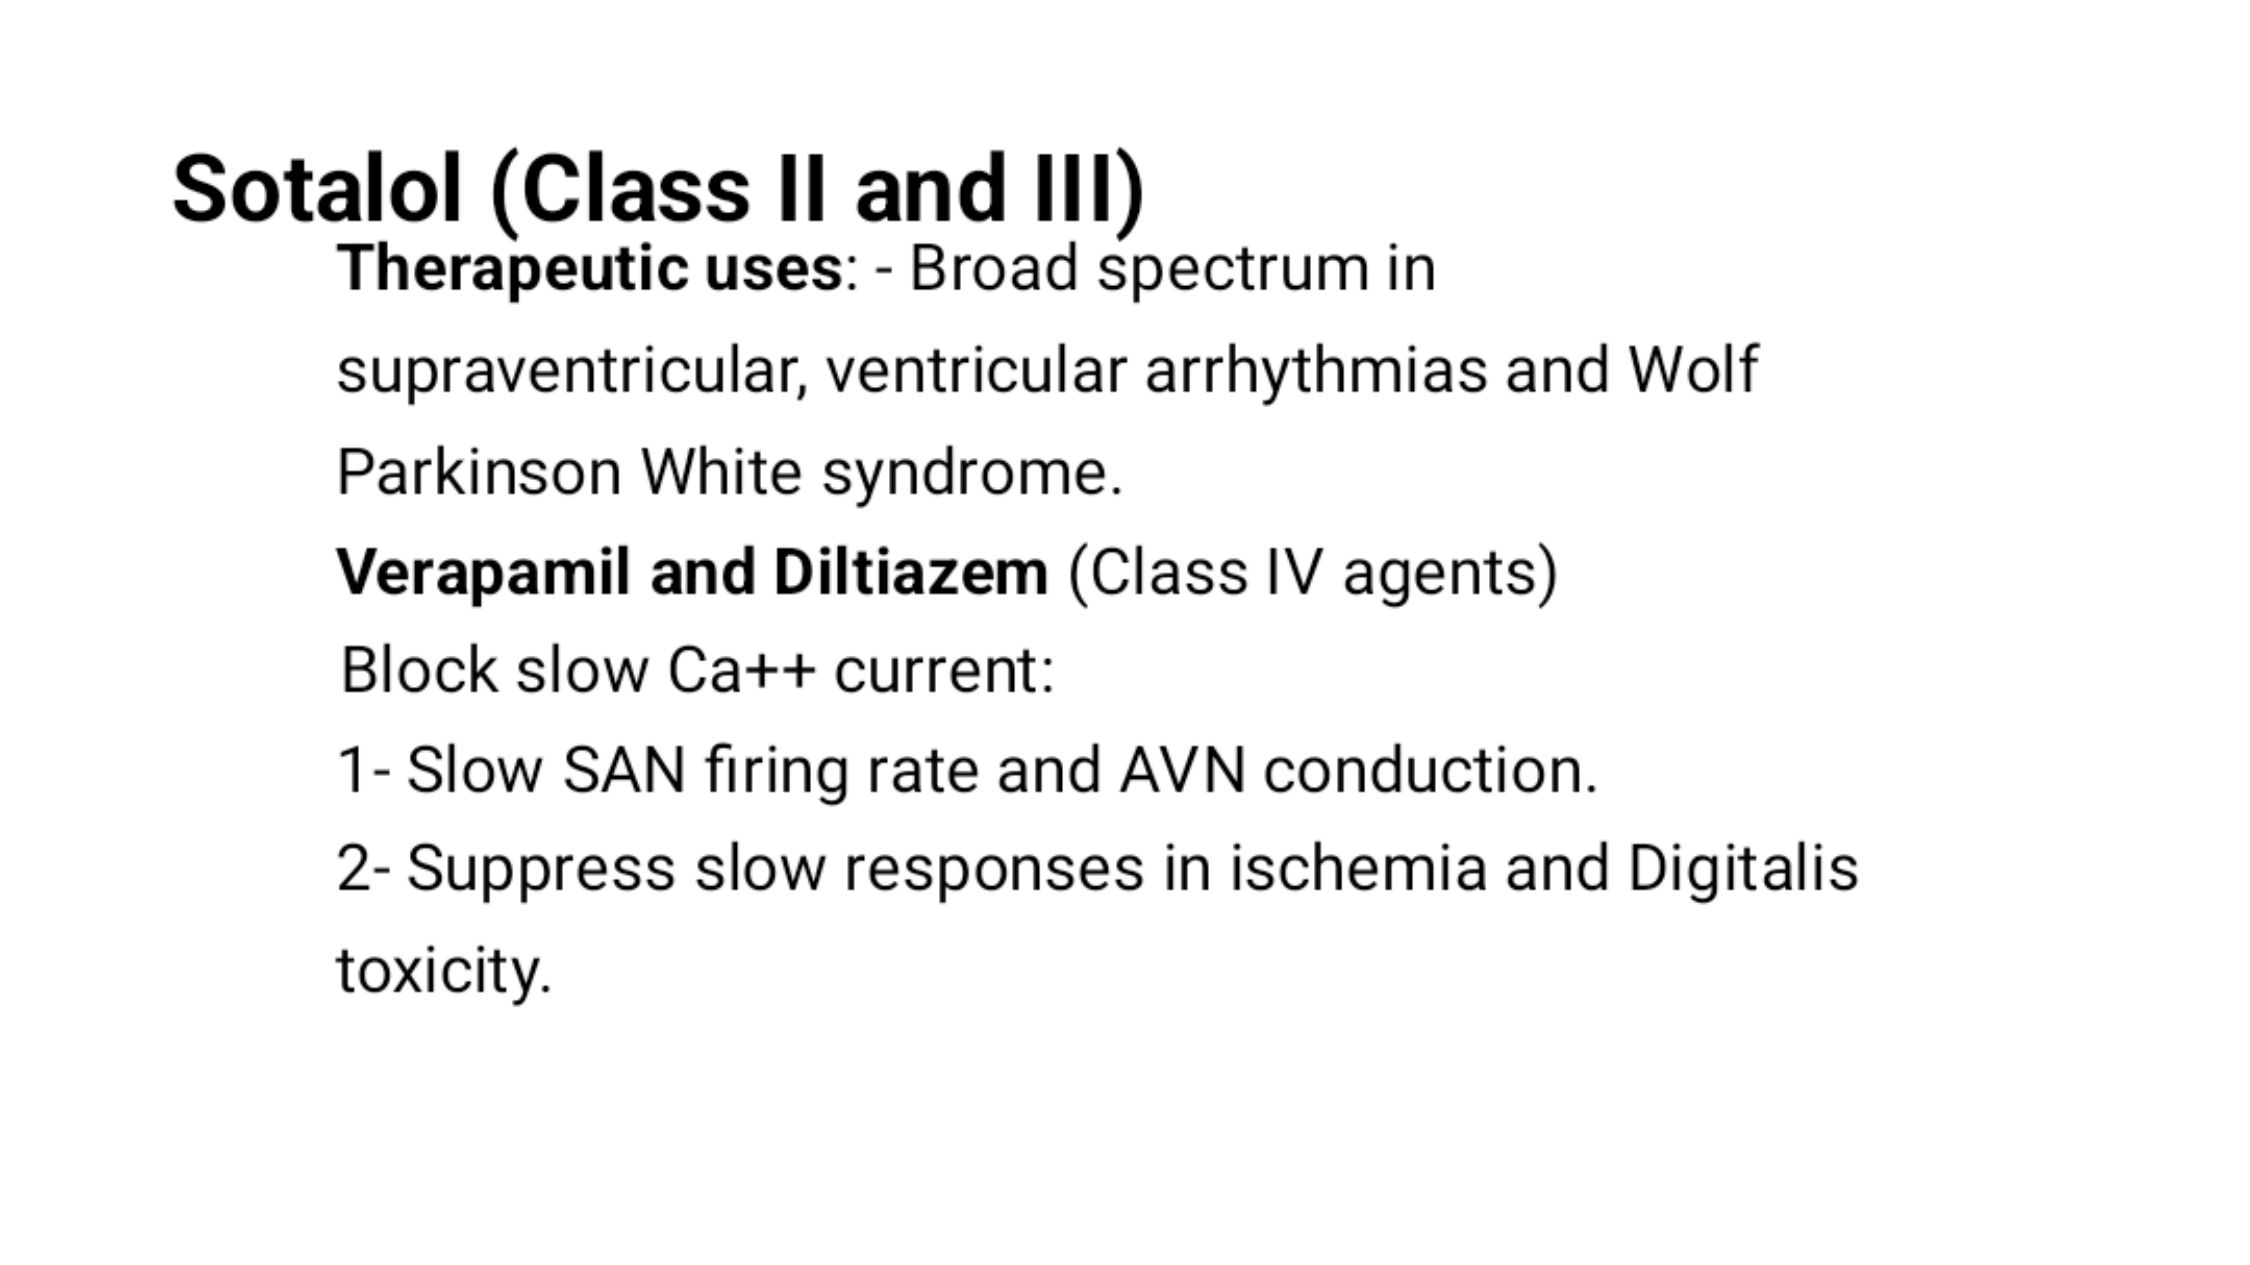 Sotalol (Class II and III)
Therapeutic uses: - Broad spectrum in
supraventricular, ventricular arrhythmias and Wolf
Parkinson White syndrome.
Verapamil and Diltiazem (Class IV agents)
Block slow Ca++ current:
1- Slow SAN firing rate and AVN conduction.
2- Suppress slow responses in ischemia and Digitalis
toxicity.